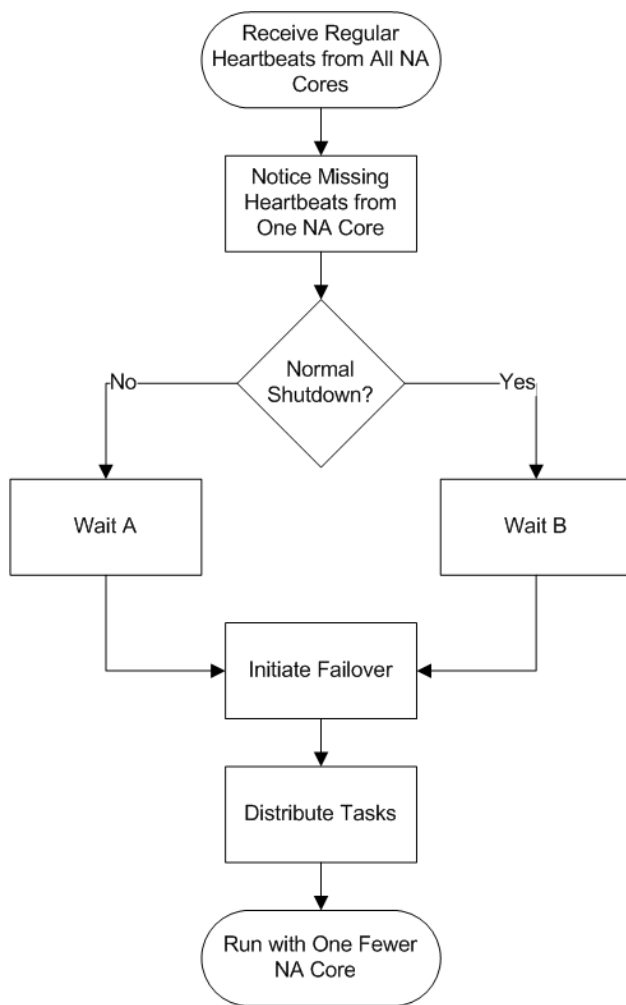 Receive Regular
Heartbeats from All NA
Cores
Notice Missing
Heartbeats from
One NA Core
Normal
Shutdown?
No
Yes
Wait A
Wait B
Initiate Failover
Distribute Tasks
Run with One Fewer
NA Core